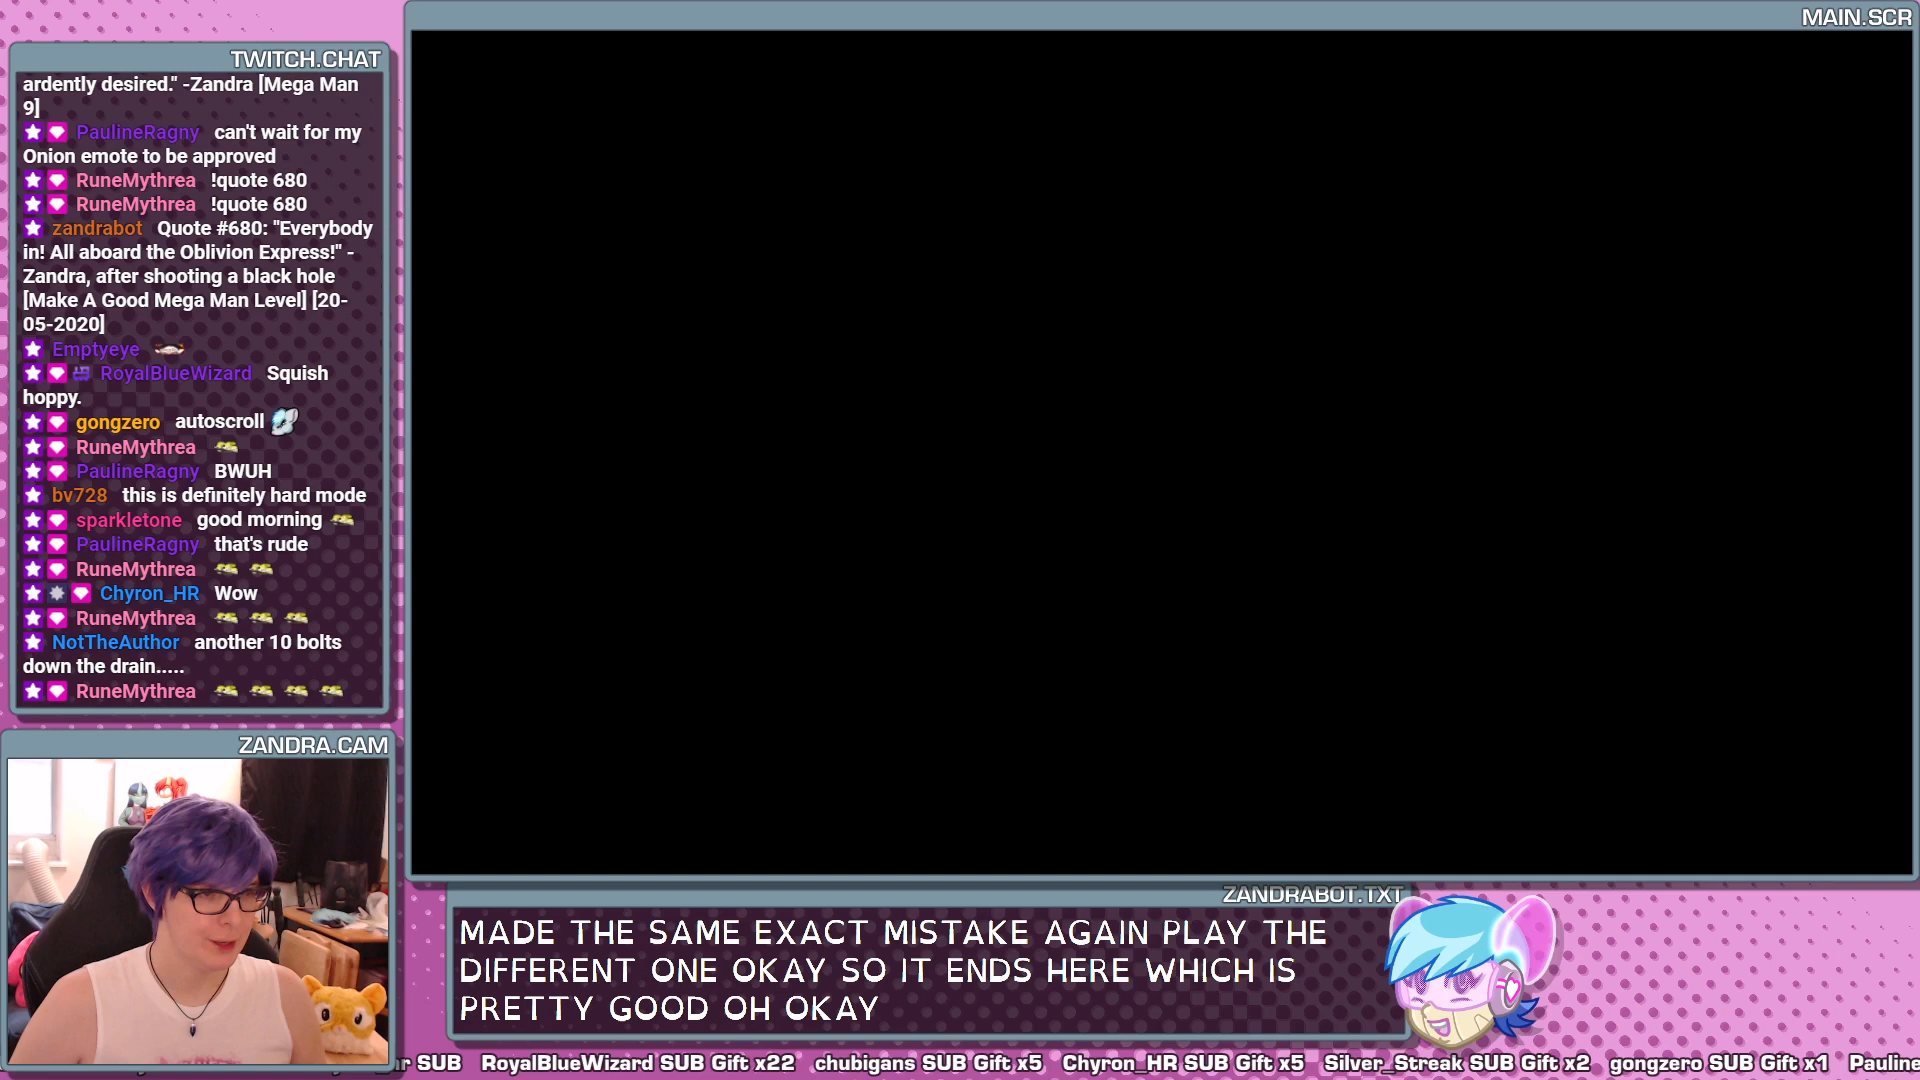 MAIN.SCR
TWITCH.CHAT
ardently desired." -Zandra [Mega Man
9]
PaulineRagny can't wait for my
Onion emote to be approved
RuneMythrea !quote 680
RuneMythrea !quote 680
zandrabot Quote #680: "Everybody
in! All aboard the Oblivion Express!" -
Zandra, after shooting a black hole
[Make A Good Mega Man Level] [20-
05-2020]
Emptyeye
RoyalBlueWizard Squish
hoppy.
gongzero autoscroll
RuneMythrea
PaulineRagny BWUH
bv728 this is definitely hard mode
sparkletone good morning
PaulineRagny that's rude
RuneMythrea
Chyron_HR Wow
RuneMythrea
NotTheAuthor another 10 bolts
down the drain.....
RuneMythrea
ZANDRA.CAM
ZANDRABOT.TXT
MADE THE SAME EXACT MISTAKE AGAIN PLAY THE
DIFFERENT ONE OKAY SO IT ENDS HERE WHICH IS
PRETTY GOOD OH OKAY
SUB RoyalBlueWizard SUB Gift x22 chubigans SUB Gift x5 Chyron_HR SUB Gift x5 Silver_Streak SUB Gift x2 gongzero SUB Gift x1 Pauline